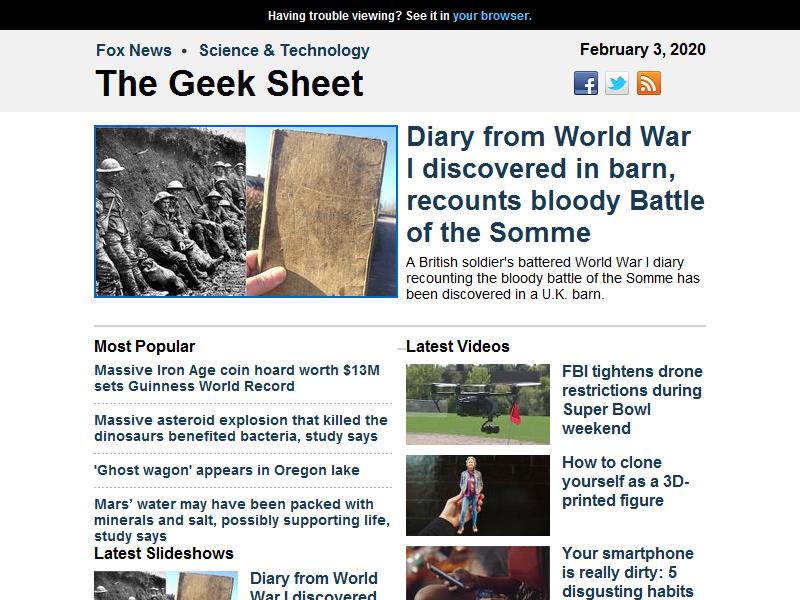 Having trouble viewing? See it in your browser.
Fox News • Science & Technology
February 3, 2020
The Geek Sheet
Diary from World War
I discovered in barn,
recounts bloody Battle
of the Somme
A British soldier's battered World War I diary
recounting the bloody battle of the Somme has
been discovered in a U.K. barn.
Most Popular
Massive Iron Age coin hoard worth $13M
sets Guinness World Record
Massive asteroid explosion that killed the
dinosaurs benefited bacteria, study says
'Ghost wagon' appears in Oregon lake
Mars’ water may have been packed with
minerals and salt, possibly supporting life,
study says
Latest Slideshows
Diary from World
War I discovered
Latest Videos
FBI tightens drone
restrictions during
Super Bowl
weekend
How to clone
yourself as a 3D-
printed figure
Your smartphone
is really dirty: 5
disgusting habits